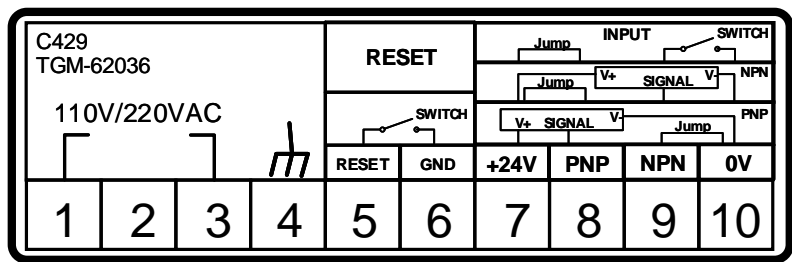 C429
TGM-62036
110V/220VAC
RESET
SWITCH
RESET GND
INPUT
Jump SWITCH
Jump V+ SIGNAL V- NPN
V+ SIGNAL V- Jump PNP
+24V PNP NPN 0V
1 2 3 4 5 6 7 8 9 10